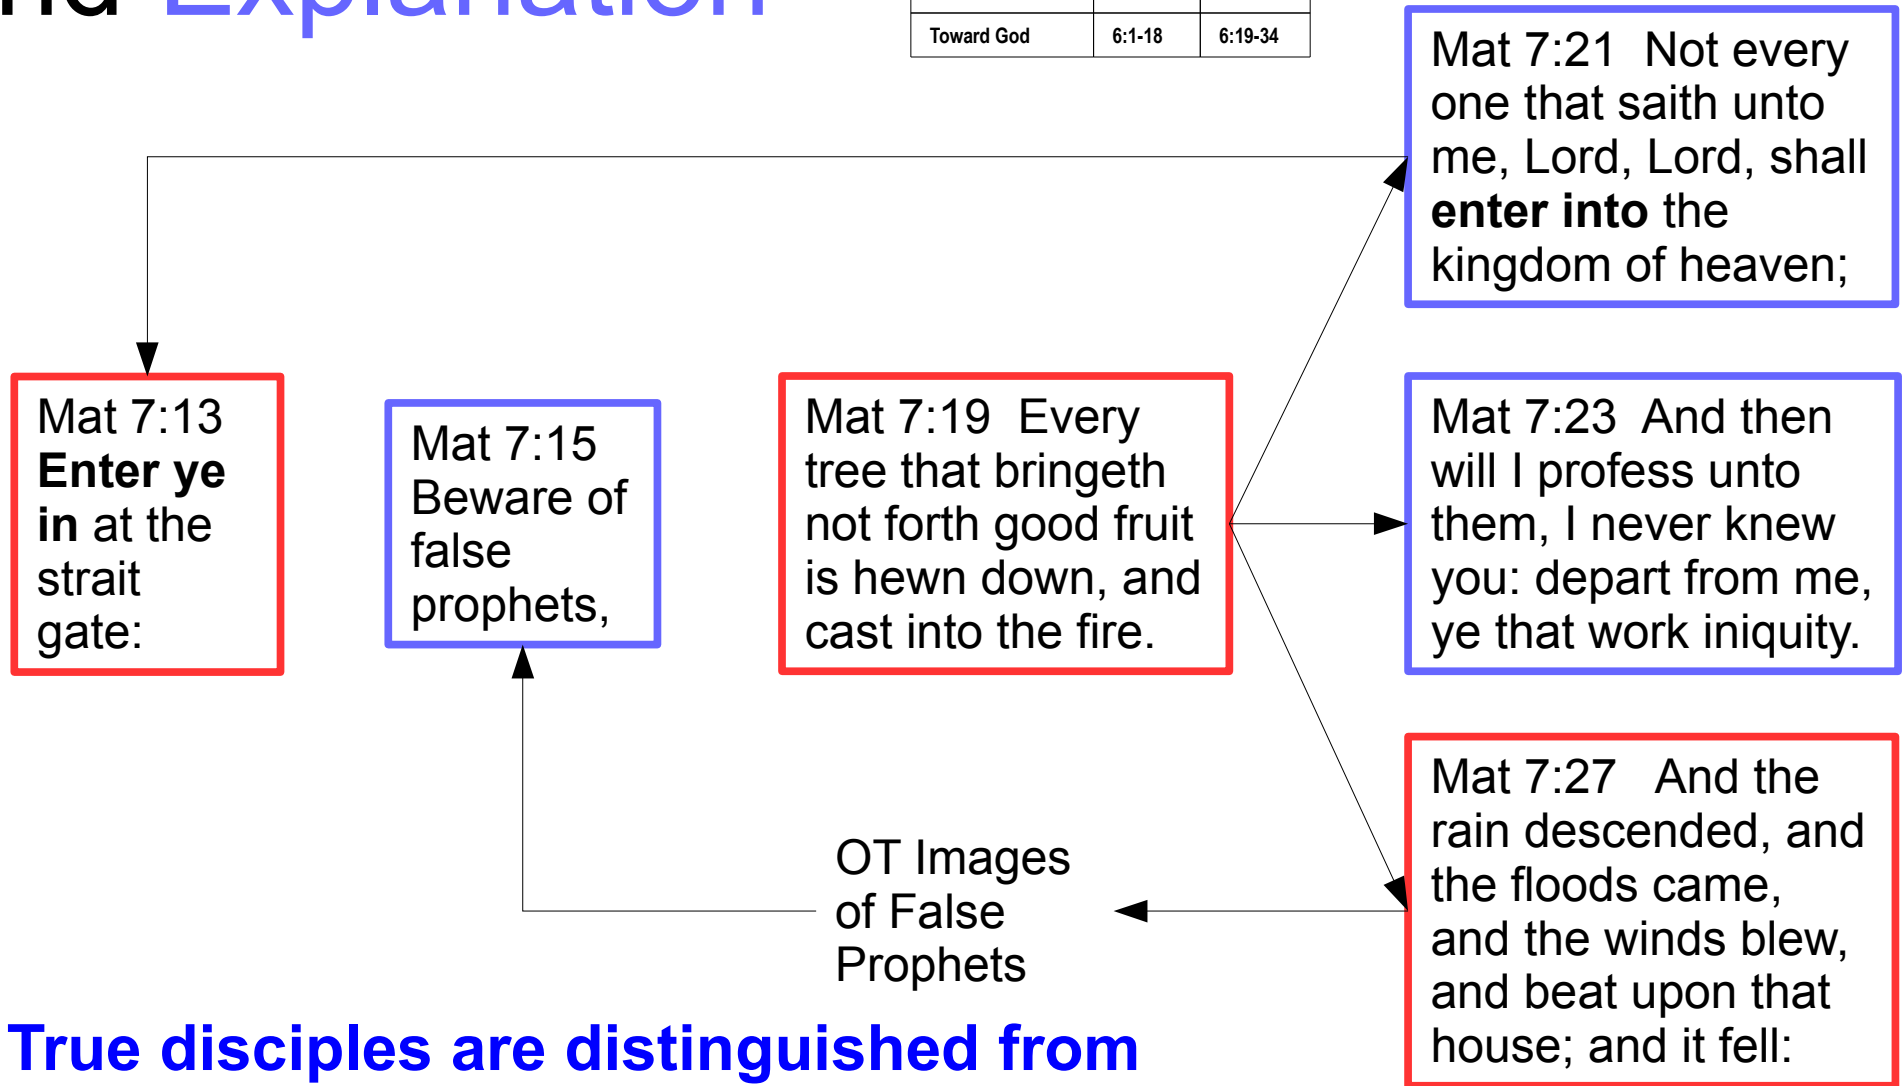 nd Explanation
Toward God 6:1-18 6:19-34
Mat 7:21 Not every
one that saith unto
me, Lord, Lord, shall
enter into the
kingdom of heaven;
Mat 7:13
Enter ye
in at the
strait
gate:
Mat 7:15
Beware of
false
prophets,
Mat 7:19 Every
tree that bringeth
not forth good fruit
is hewn down, and
cast into the fire.
Mat 7:23 And then
will I profess unto
them, I never knew
you: depart from me,
ye that work iniquity.
OT Images
of False
Prophets
Mat 7:27 And the
rain descended, and
the floods came,
and the winds blew,
and beat upon that
house; and it fell:
True disciples are distinguished from